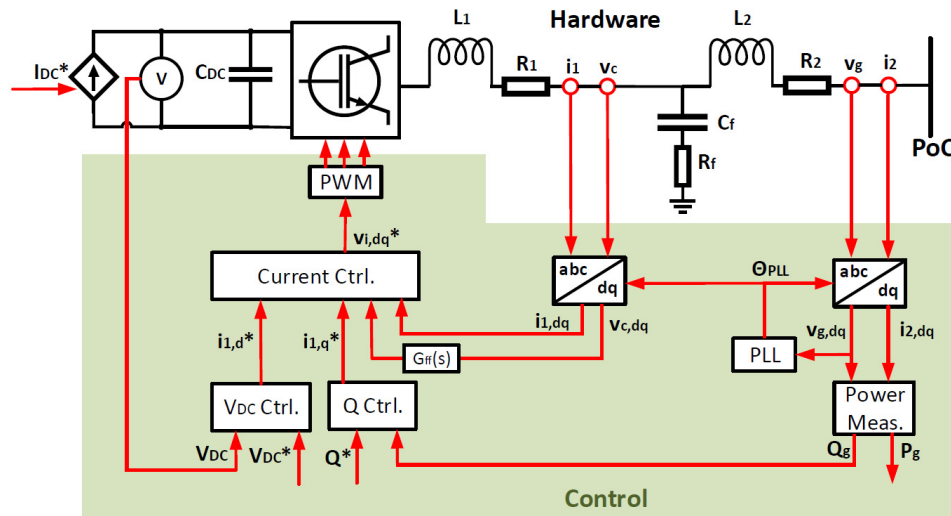 L1
Hardware
L2
IDC*
V
CDC
R1
i1
vc
R2
vg
i2
Cf
Rf
PoC
PWM
vi,dq*
Current Ctrl.
abc
dq
ΘPLL
abc
dq
i1,d*
i1,q*
i1,dq
vc,dq
vg,dq
i2,dq
Gff(s)
PLL
VDC Ctrl.
Q Ctrl.
Power
Meas.
VDC
VDC*
Q*
Qg
Pg
Control